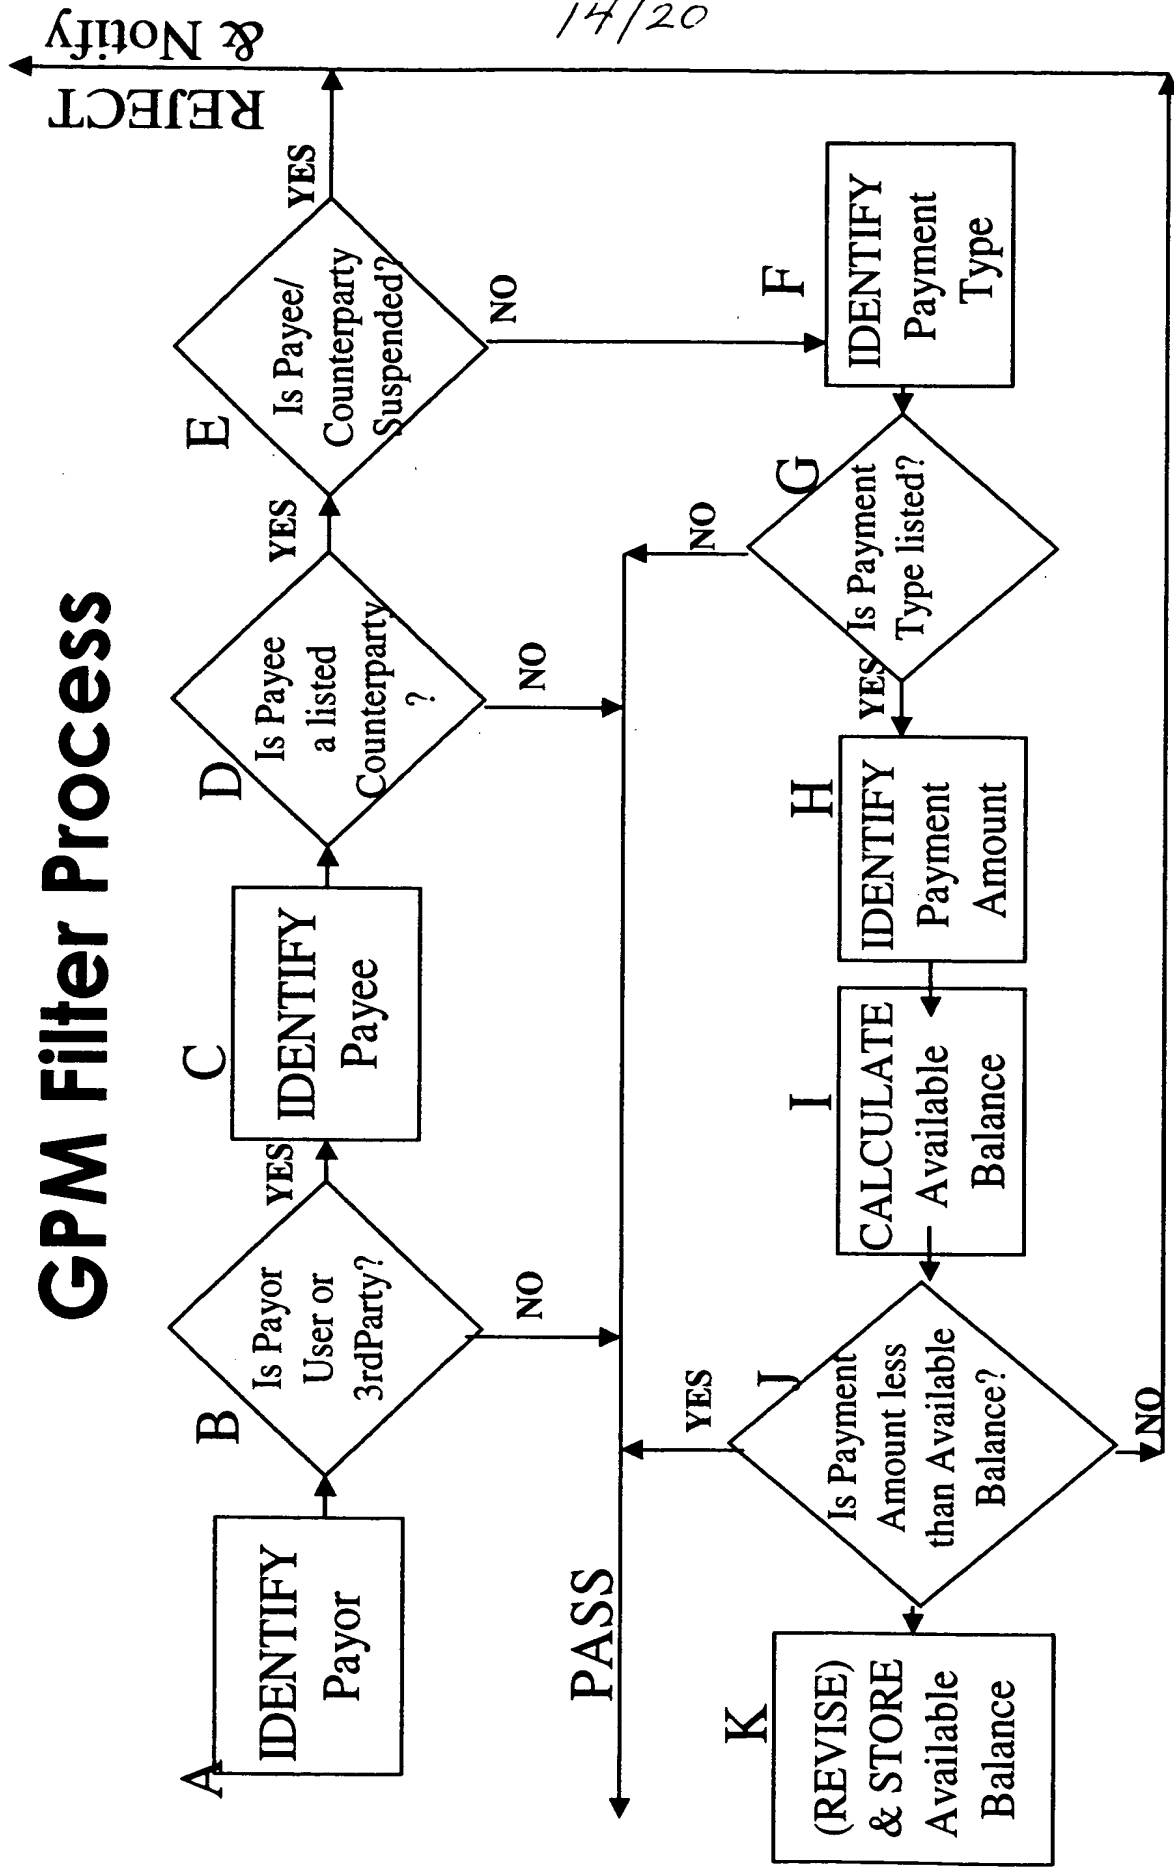 14/20
GPM Filter Process
A
IDENTIFY
Payor
B
Is Payor
User or
3rdParty?
YES
NO
C
IDENTIFY
Payee
D
Is Payee
a listed
Counterparty
?
YES
NO
E
Is Payee/
Counterparty
Suspended?
YES
NO
REJECT
& Notify
PASS
F
IDENTIFY
Payment
Type
G
Is Payment
Type listed?
NO
YES
H
IDENTIFY
Payment
Amount
I
CALCULATE
Available
Balance
J
Is Payment
Amount less
than Available
Balance?
YES
NO
K
(REVISE)
& STORE
Available
Balance